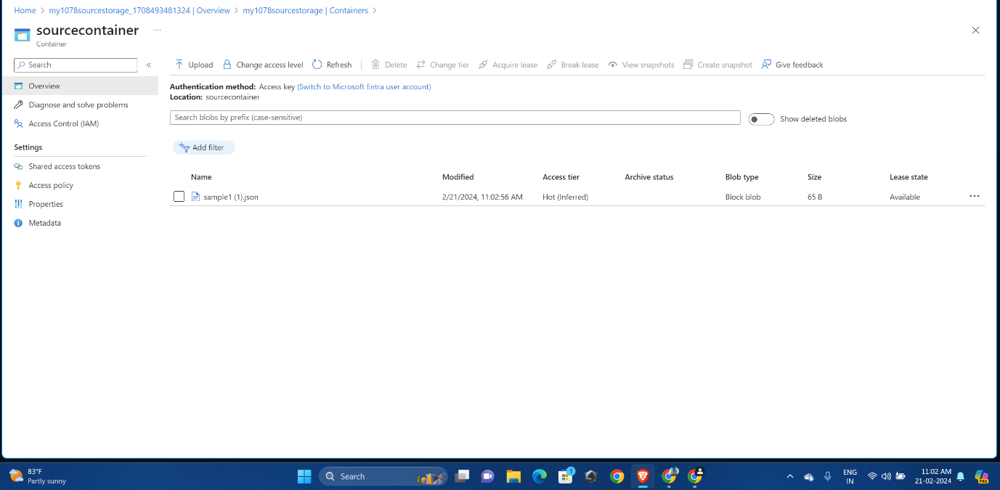 Home > my1078sourcestorage_1708493481324 | Overview > my1078sourcestorage | Containers >
sourcecontainer ...
Container
Search «
Upload Change access level Refresh Delete Change tier Acquire lease Break lease View snapshots Create snapshot Give feedback
Overview
Diagnose and solve problems
Access Control (IAM)
Settings
Shared access tokens
Access policy
Properties
Metadata
Authentication method: Access key (Switch to Microsoft Entra user account)
Location: sourcecontainer
Search blobs by prefix (case-sensitive)
Show deleted blobs
Add filter
Name Modified Access tier Archive status Blob type Size Lease state
sample1 (1).json 2/21/2024, 11:02:56 AM Hot (Inferred) Block blob 65 B Available ...
83°F
Partly sunny
Search
1
ENG
IN
11:02 AM
21-02-2024
PRE